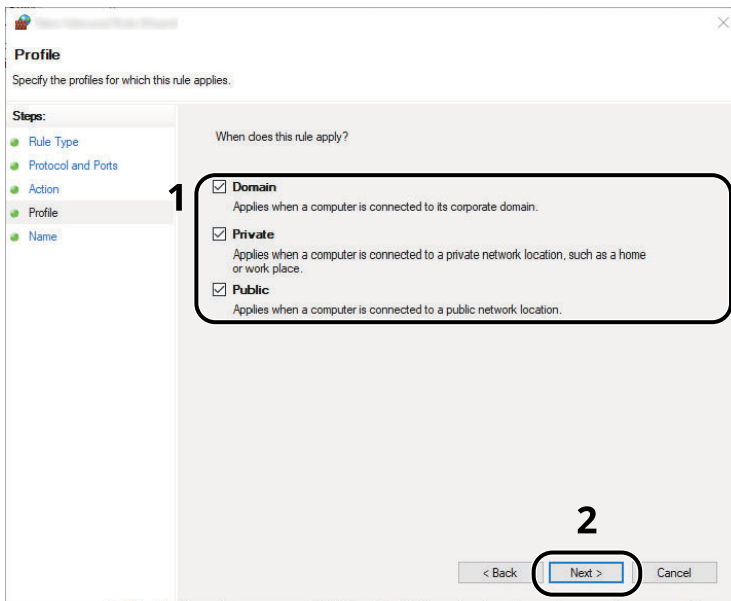 Profile
Specify the profiles for which this rule applies.
Steps:
Rule Type
Protocol and Ports
Action
Profile
Name
When does this rule apply?
1
Domain
Applies when a computer is connected to its corporate domain.
Private
Applies when a computer is connected to a private network location, such as a home
or work place.
Public
Applies when a computer is connected to a public network location.
2
< Back
Next >
Cancel